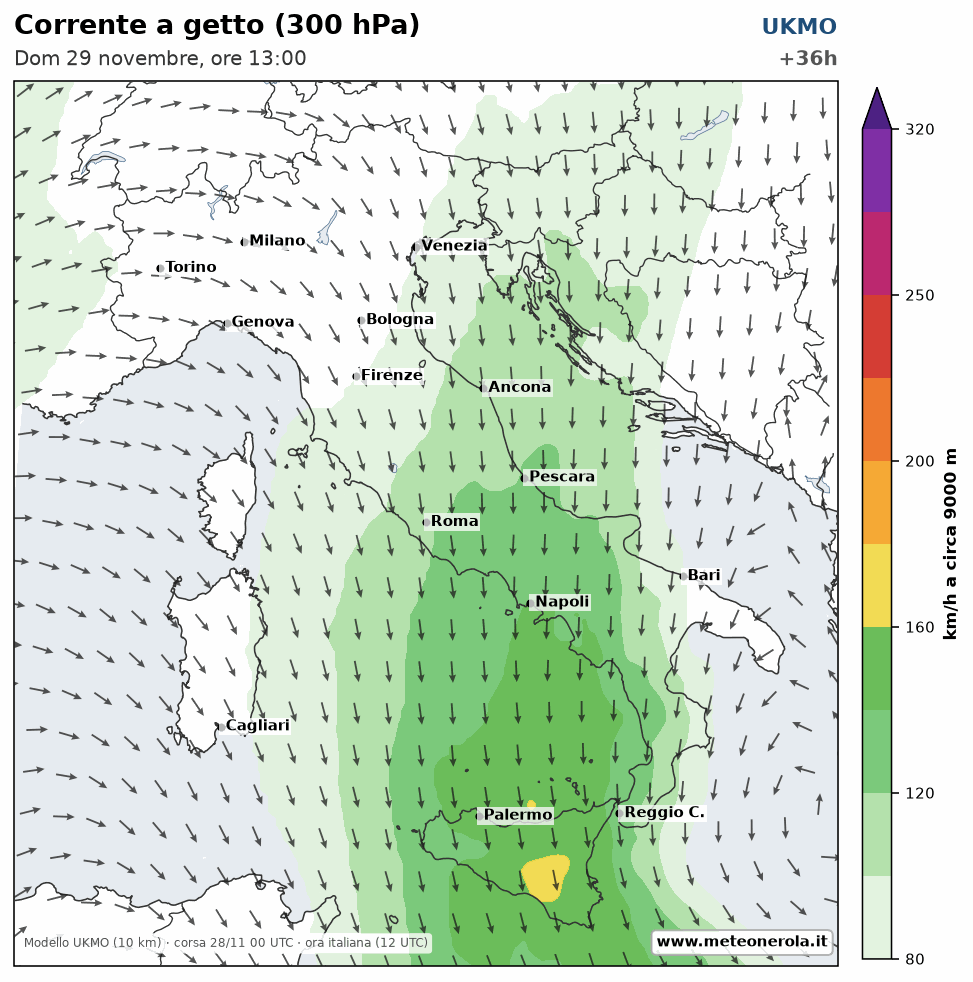 Corrente a getto (300 hPa)
UKMO
Dom 29 novembre, ore 13:00
+36h
320
250
200
160
120
80
km/h a circa 9000 m
Milano
Venezia
Torino
Genova
Bologna
Firenze
Ancona
Pescara
Roma
Bari
Napoli
Cagliari
Palermo
Reggio C.
Modello UKMO (10 km) · corsa 28/11 00 UTC · ora italiana (12 UTC)
www.meteonerola.it